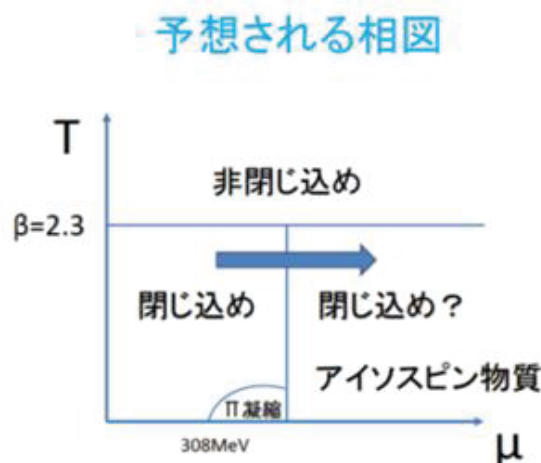 予想される相図
T
非閉じ込め
β=2.3
閉じ込め
閉じ込め?
アイソスピン物質
Π凝縮
308MeV
μ